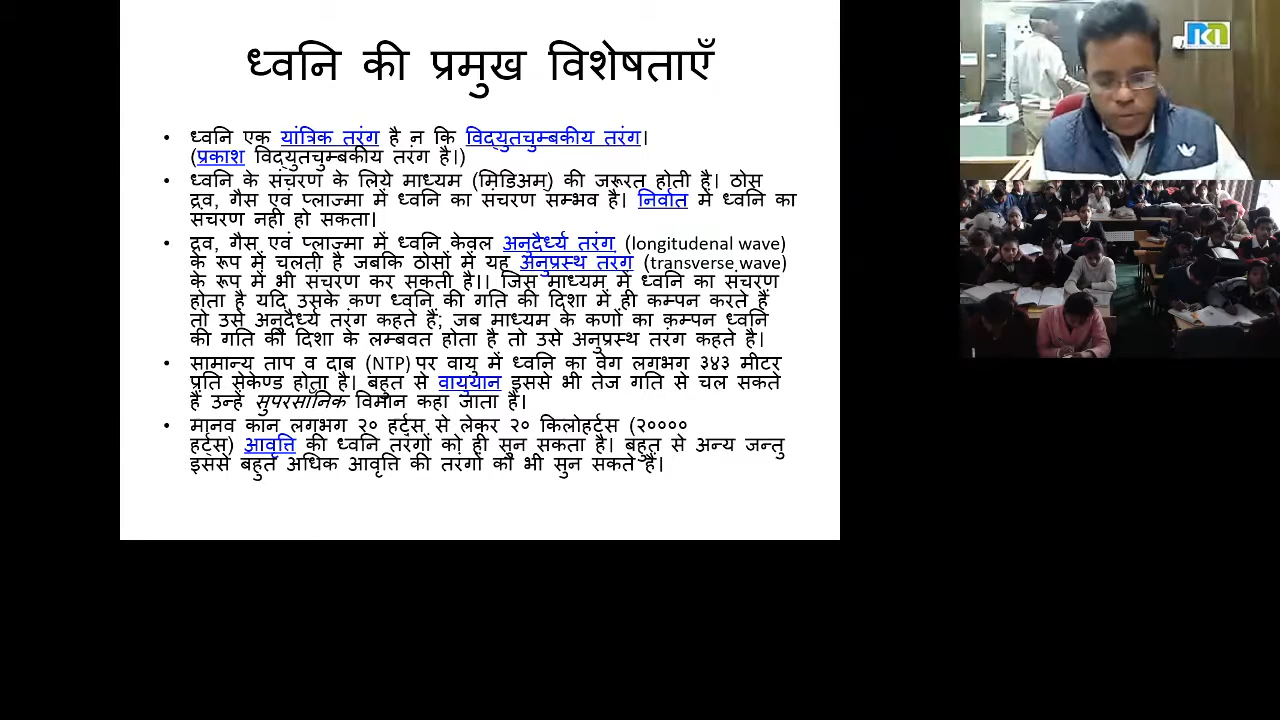 ध्वनि की प्रमुख विशेषताएँ
• ध्वनि एक यांत्रिक तरंग है न कि विद्युतचुम्बकीय तरंग।
(प्रकाश विद्युतचुम्बकीय तरंग है।)
• ध्वनि के संचरण के लिये माध्यम (मिडिअम) की जरूरत होती है। ठोस
द्रव, गैस एवं प्लाज्मा में ध्वनि का संचरण सम्भव है। निर्वात में ध्वनि का
संचरण नहीं हो सकता।
• द्रव, गैस एवं प्लाज्मा में ध्वनि केवल अनुदैर्ध्य तरंग (longitudenal wave)
के रूप में चलती है जबकि ठोसों में यह अनुप्रस्थ तरंग (transverse wave)
के रूप में भी संचरण कर सकती है।। जिस माध्यम में ध्वनि का संचरण
होता है यदि उसके कण ध्वनि की गति की दिशा में ही कम्पन करते हैं
तो उसे अनुदैर्ध्य तरंग कहते हैं; जब माध्यम के कणों का कम्पन ध्वनि
की गति की दिशा के लम्बवत होता है तो उसे अनुप्रस्थ तरंग कहते है।
• सामान्य ताप व दाब (NTP) पर वायु में ध्वनि का वेग लगभग ३४३ मीटर
प्रति सेकेण्ड होता है। बहुत से वायुयान इससे भी तेज गति से चल सकते
हैं उन्हें सुपरसॉनिक विमान कहा जाता है।
• मानव कान लगभग २० हर्ट्स से लेकर २० किलोहर्ट्स (२००००
हर्ट्स) आवृत्ति की ध्वनि तरंगों को ही सुन सकता है। बहुत से अन्य जन्तु
इससे बहुत अधिक आवृत्ति की तरंगों को भी सुन सकते हैं।